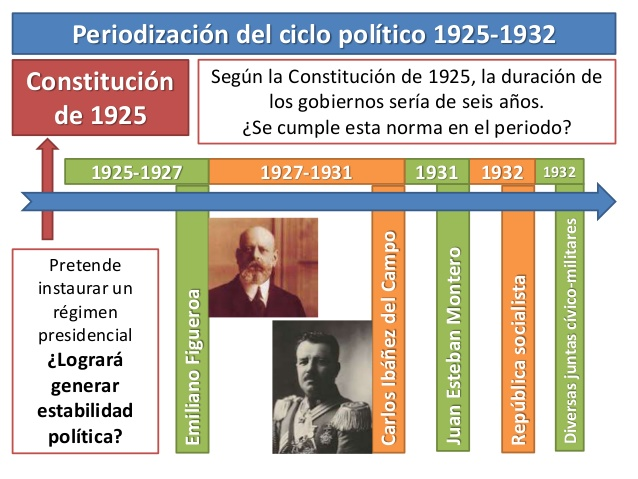 Periodización del ciclo político 1925-1932
Constitución
de 1925
Según la Constitución de 1925, la duración de
los gobiernos sería de seis años.
¿Se cumple esta norma en el periodo?
1925-1927
1927-1931
1931
1932
1932
Pretende
instaurar un
régimen
presidencial
¿Logrará
generar
estabilidad
política?
Emiliano Figueroa
Carlos Ibáñez del Campo
Juan Esteban Montero
República socialista
Diversas juntas cívico-militares